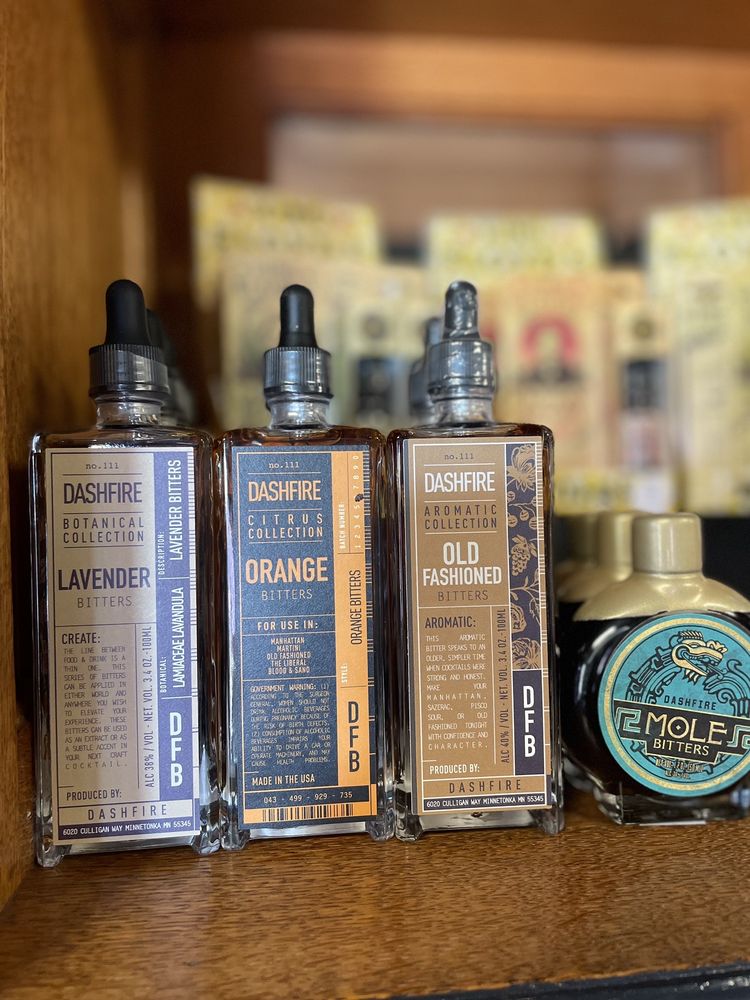 no.111
DASHFIRE
BOTANICAL
COLLECTION
LAVENDER
BITTERS
CREATE:
THE LINE BETWEEN
FOOD & DRINK IS A
THIN ONE. THIS
SERIES OF BITTERS
CAN BE APPLIED IN
EITHER WORLD AND
ANYWHERE YOU WISH
TO ELEVATE YOUR
EXPERIENCE. THESE
BITTERS CAN BE USED
AS AN EXTRACT OR AS
A SUBTLE ACCENT IN
YOUR NEXT CRAFT
COCKTAIL.
ALC 38% / VOL - NET. VOL. 3.4 OZ.-100ML
DESCRIPTION:
LAVENDER BITTERS
BOTANICAL:
LAMIACEAE LAVANDULA
DFB
PRODUCED BY:
DASHFIRE
6020 CULLIGAN WAY MINNETONKA MN 55345
no.111
DASHFIRE
CITRUS
COLLECTION
ORANGE
BITTERS
FOR USE IN:
MANHATTAN
MARTINI
OLD FASHIONED
THE LIBERAL
BLOOD & SAND
GOVERNMENT WARNING: (1)
ACCORDING TO THE SURGEON
GENERAL, WOMEN SHOULD NOT
DRINK ALCOHOLIC BEVERAGES
DURING PREGNANCY BECAUSE OF
THE RISK OF BIRTH DEFECTS.
(2) CONSUMPTION OF ALCOHOLIC
BEVERAGES IMPAIRS YOUR
ABILITY TO DRIVE A CAR OR
OPERATE MACHINERY, AND MAY
CAUSE HEALTH PROBLEMS.
MADE IN THE USA
043 - 499 - 929 - 735
BATCH NUMBER
1 2 3 4 5 6 7 8 9 0
STYLE:
ORANGE BITTERS
DFB
no.111
DASHFIRE
AROMATIC
COLLECTION
OLD
FASHIONED
BITTERS
AROMATIC:
THIS AROMATIC
BITTER SPEAKS TO AN
OLDER, SIMPLER TIME
WHEN COCKTAILS WERE
STRONG AND HONEST.
MAKE YOUR
MANHATTAN,
SAZERAC, PISCO
SOUR, OR OLD
FASHIONED TONIGHT
WITH CONFIDENCE AND
CHARACTER.
ALC 40% / VOL - NET. VOL. 3.4 OZ.-100ML
DFB
PRODUCED BY:
DASHFIRE
6020 CULLIGAN WAY MINNETONKA MN 55345
DASHFIRE
MOLE
BITTERS